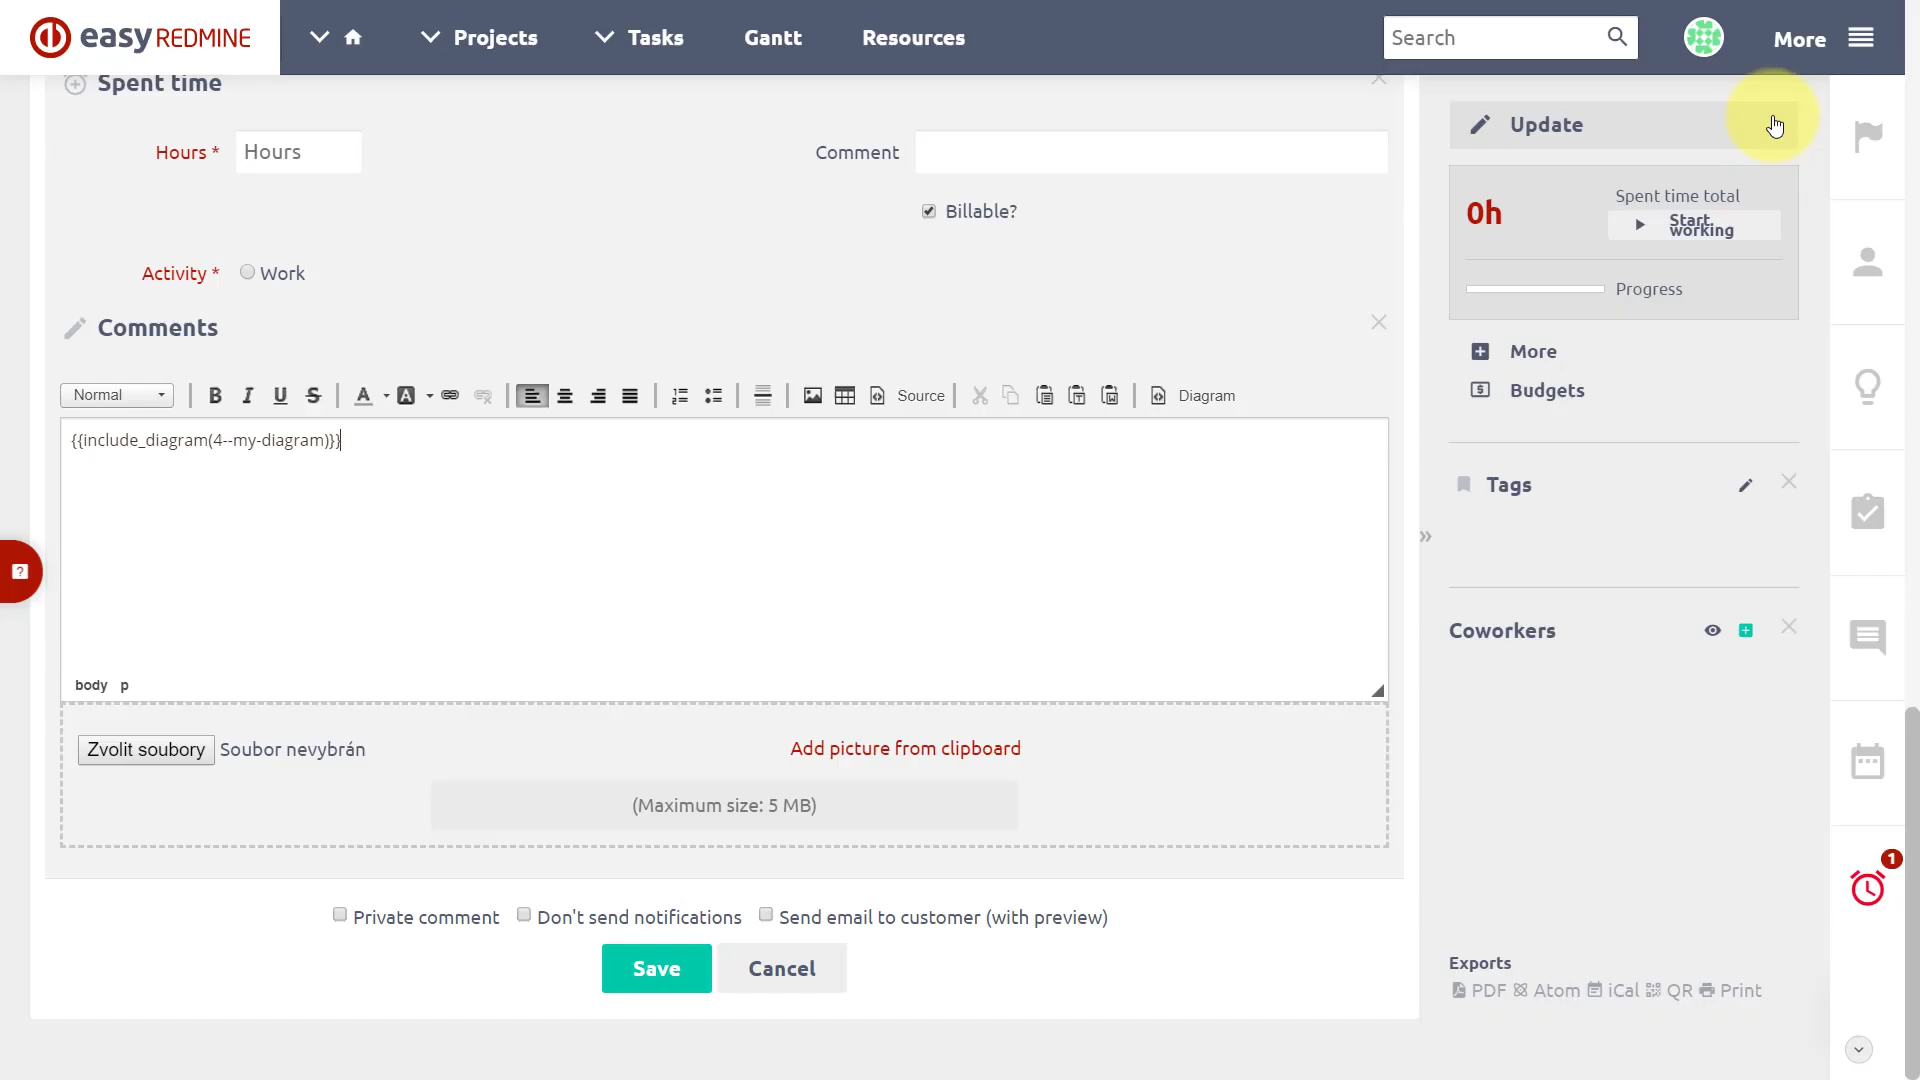 easy REDMINE
Projects
Tasks
Gantt
Resources
Search
More
Spent time
Hours *
Hours
Comment
Billable?
Activity *
Work
Comments
Normal
B I U S A A
Source
Diagram
{{include_diagram(4--my-diagram)}}
body p
Zvolit soubory Soubor nevybrán
Add picture from clipboard
(Maximum size: 5 MB)
Private comment
Don't send notifications
Send email to customer (with preview)
Save
Cancel
Update
0h
Spent time total
Start
working
Progress
More
Budgets
Tags
»
Coworkers
Exports
PDF Atom iCal QR Print
?
1